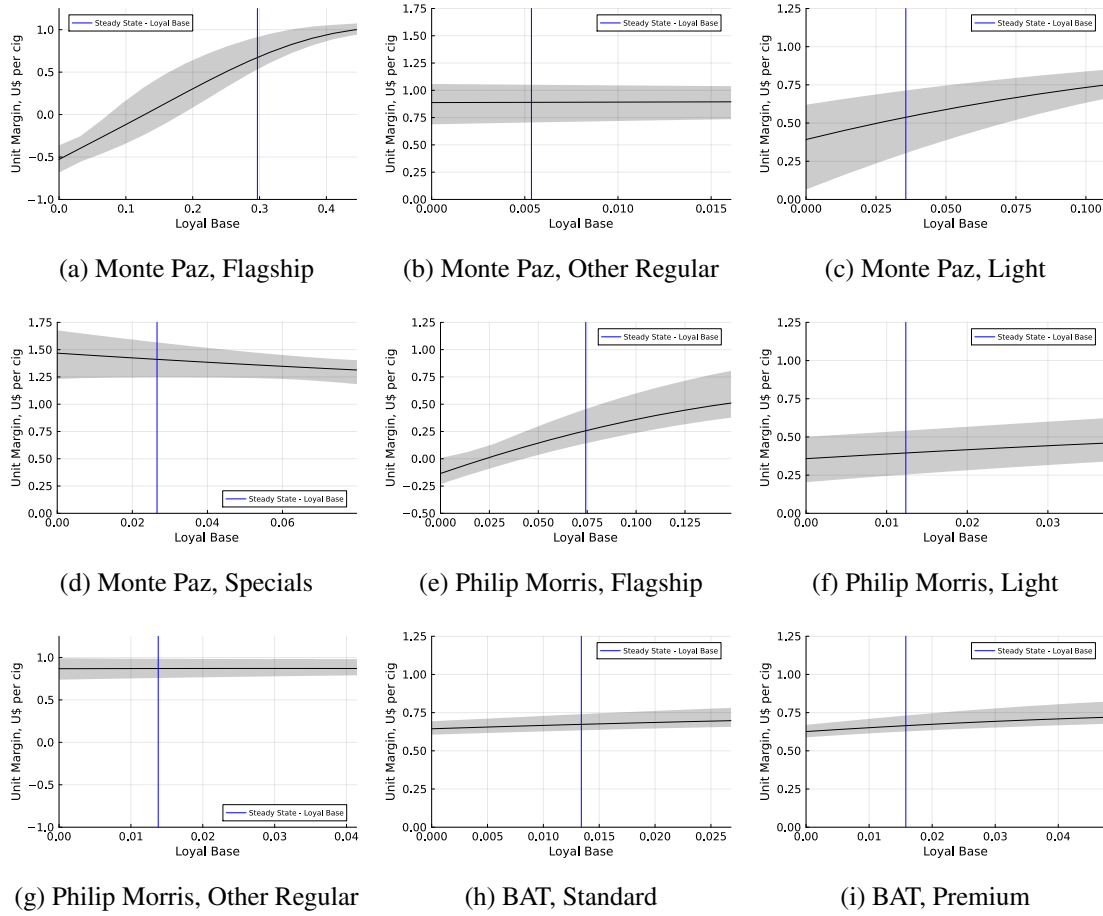 Steady State - Loyal Base
Unit Margin, U$ per cig
1.0
0.5
0.0
−0.5
−1.0
0.0 0.1 0.2 0.3 0.4
Loyal Base
(a) Monte Paz, Flagship
Steady State - Loyal Base
Unit Margin, U$ per cig
1.25
1.00
0.75
0.50
0.25
0.00
0.000 0.005 0.010 0.015
Loyal Base
(b) Monte Paz, Other Regular
Steady State - Loyal Base
Unit Margin, U$ per cig
1.25
1.00
0.75
0.50
0.25
0.00
0.000 0.025 0.050 0.075 0.100
Loyal Base
(c) Monte Paz, Light
Unit Margin, U$ per cig
1.75
1.50
1.25
1.00
0.75
0.50
0.25
0.00
Steady State - Loyal Base
0.00 0.02 0.04 0.06
Loyal Base
(d) Monte Paz, Specials
Steady State - Loyal Base
Unit Margin, U$ per cig
1.25
1.00
0.75
0.50
0.25
0.00
−0.25
−0.50
0.000 0.025 0.050 0.075 0.100 0.125
Loyal Base
(e) Philip Morris, Flagship
Steady State - Loyal Base
Unit Margin, U$ per cig
1.25
1.00
0.75
0.50
0.25
0.00
0.00 0.01 0.02 0.03
Loyal Base
(f) Philip Morris, Light
Unit Margin, U$ per cig
1.0
0.5
0.0
−0.5
−1.0
Steady State - Loyal Base
0.00 0.01 0.02 0.03 0.04
Loyal Base
(g) Philip Morris, Other Regular
Steady State - Loyal Base
Unit Margin, U$ per cig
1.25
1.00
0.75
0.50
0.25
0.00
0.000 0.005 0.010 0.015 0.020 0.025
Loyal Base
(h) BAT, Standard
Steady State - Loyal Base
Unit Margin, U$ per cig
1.25
1.00
0.75
0.50
0.25
0.00
0.00 0.01 0.02 0.03 0.04
Loyal Base
(i) BAT, Premium